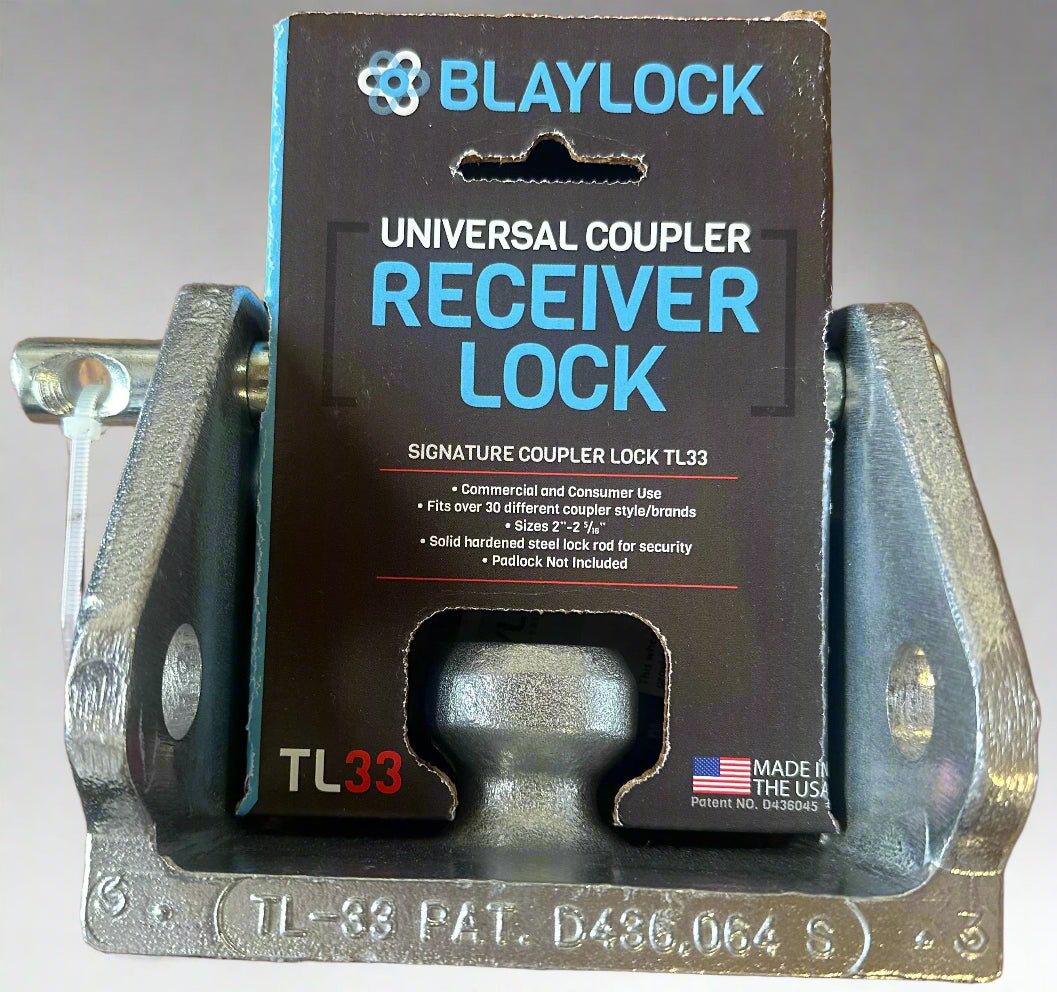 BLAYLOCK
UNIVERSAL COUPLER
RECEIVER
LOCK
SIGNATURE COUPLER LOCK TL33
• Commercial and Consumer Use
• Fits over 30 different coupler style/brands
• Sizes 2"-2 5/16"
• Solid hardened steel lock rod for security
• Padlock Not Included
TL33
MADE IN
THE USA
Patent NO. D436045
3 • (TL-33 PAT. D436,064 S) • 3